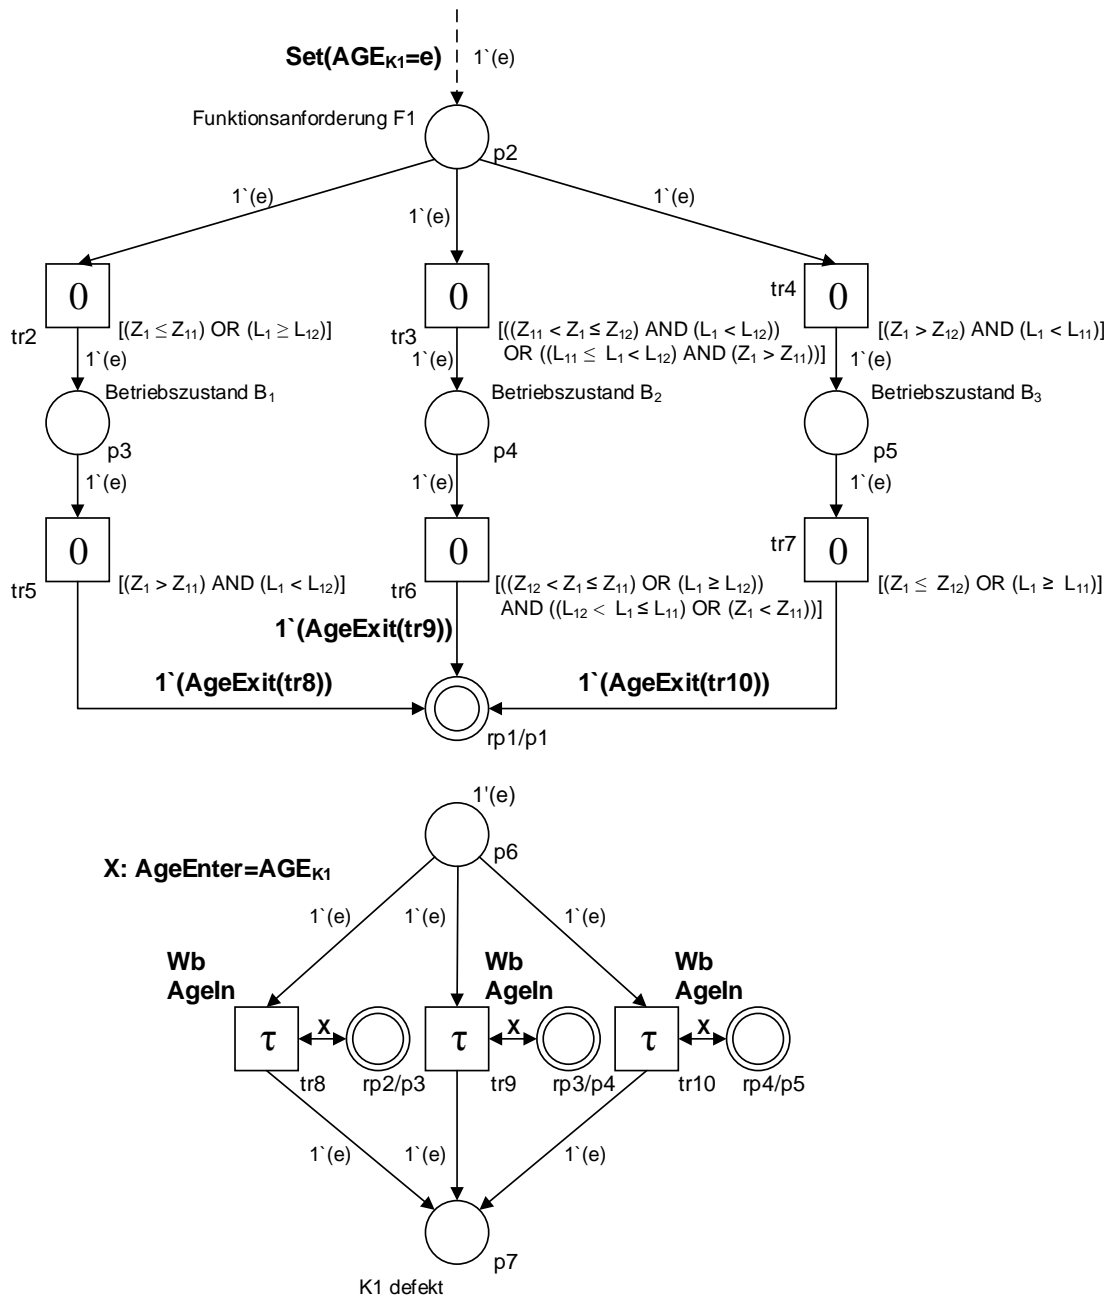 Set(AGE_K1=e) 1`(e)
Funktionsanforderung F1
p2
1`(e) 1`(e) 1`(e)
0 0 0
tr2 tr3 tr4
[(Z₁ ≤ Z₁₁) OR (L₁ ≥ L₁₂)] [((Z₁₁ < Z₁ ≤ Z₁₂) AND (L₁ < L₁₂)) [(Z₁ > Z₁₂) AND (L₁ < L₁₁)]
OR ((L₁₁ ≤ L₁ < L₁₂) AND (Z₁ > Z₁₁))]
1`(e) 1`(e) 1`(e)
Betriebszustand B₁ Betriebszustand B₂ Betriebszustand B₃
p3 p4 p5
1`(e) 1`(e) 1`(e)
0 0 0
tr5 tr6 tr7
[(Z₁ > Z₁₁) AND (L₁ < L₁₂)] [((Z₁₂ < Z₁ ≤ Z₁₁) OR (L₁ ≥ L₁₂)) [(Z₁ ≤ Z₁₂) OR (L₁ ≥ L₁₁)]
AND ((L₁₂ < L₁ ≤ L₁₁) OR (Z₁ < Z₁₁))]
1`(AgeExit(tr9))
1`(AgeExit(tr8)) 1`(AgeExit(tr10))
rp1/p1
1'(e)
p6
X: AgeEnter=AGE_K1
1`(e) 1`(e) 1`(e)
Wb Wb Wb
AgeIn AgeIn AgeIn
τ X τ X τ X
tr8 rp2/p3 tr9 rp3/p4 tr10 rp4/p5
1`(e) 1`(e) 1`(e)
p7
K1 defekt